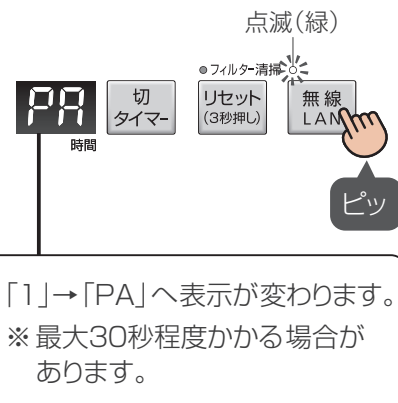 点滅(緑)
●フィルター清掃
PA
切
タイマー
リセット
(3秒押し)
無線
LAN
時間
ピッ
「1」→「PA」へ表示が変わります。
※最大30秒程度かかる場合が
あります。